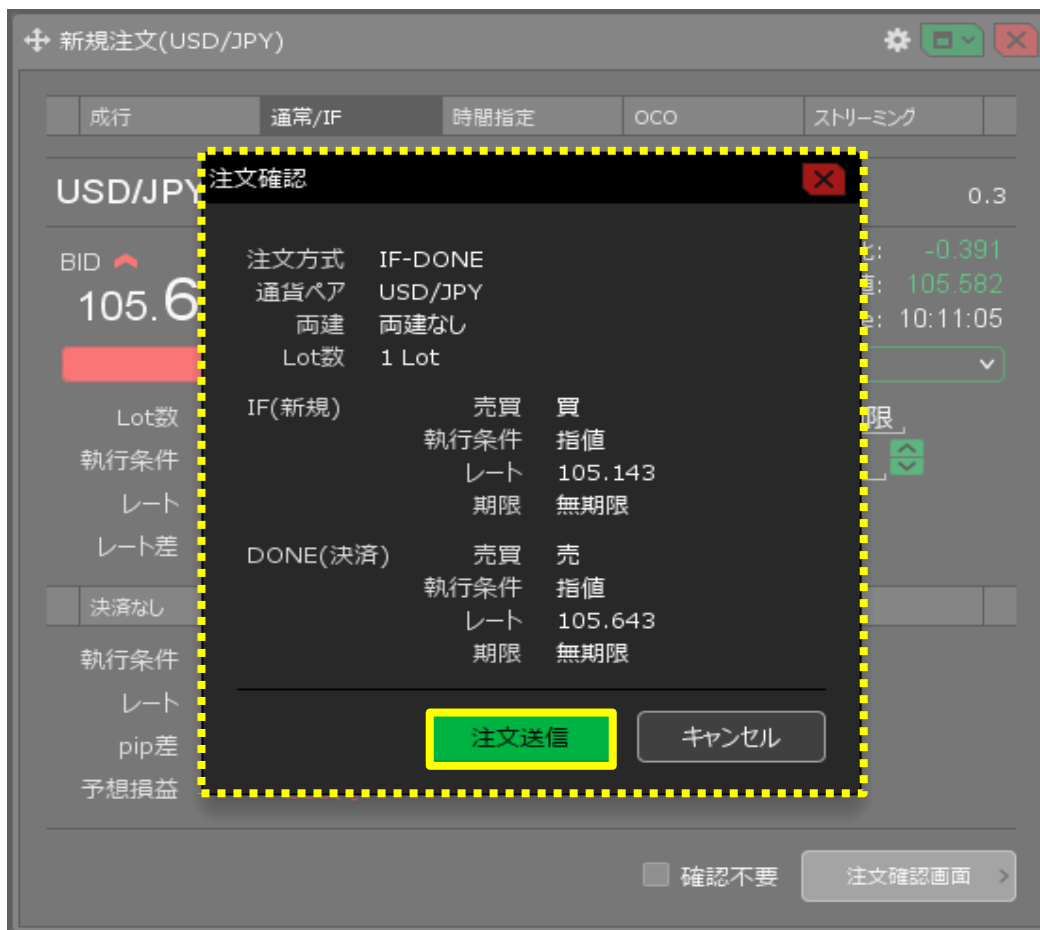 新規注文(USD/JPY)
成行 通常/IF 時間指定 OCO ストリーミング
USD/JPY 0.3
注文確認
BID
-0.391
105.6
105.582
10:11:05
注文方式 IF-DONE
通貨ペア USD/JPY
両建 両建なし
Lot数 1 Lot
Lot数
執行条件
レート
レート差
IF(新規) 売買 買
執行条件 指値
レート 105.143
期限 無期限
DONE(決済) 売買 売
執行条件 指値
レート 105.643
期限 無期限
決済なし
執行条件
レート
pip差
予想損益
注文送信 キャンセル
確認不要 注文確認画面